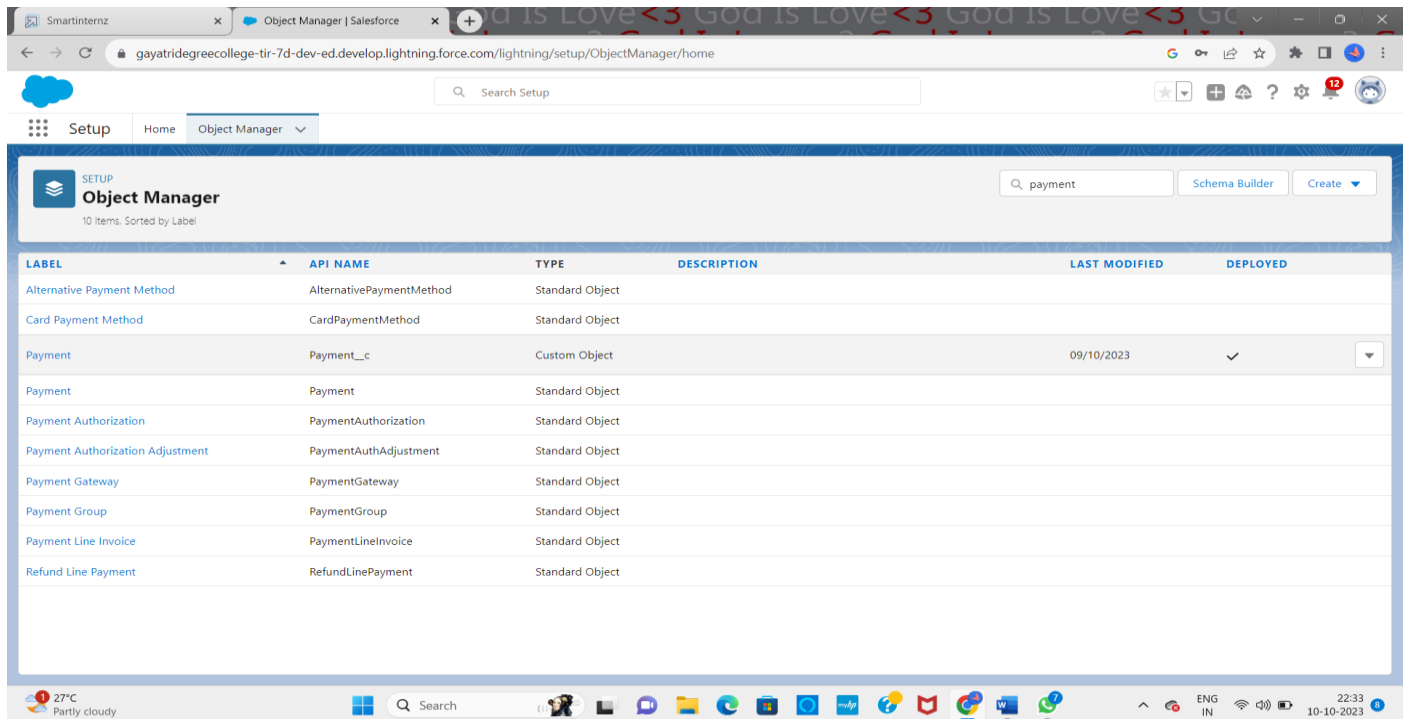 Smartinternz
Object Manager | Salesforce
God Is Love<3 God Is Love<3 God Is Love<3 Gc
gayatridegreecollege-tir-7d-dev-ed.develop.lightning.force.com/lightning/setup/ObjectManager/home
Search Setup
12
Setup Home Object Manager
SETUP
Object Manager
10 Items. Sorted by Label
payment
Schema Builder
Create
LABEL API NAME TYPE DESCRIPTION LAST MODIFIED DEPLOYED
Alternative Payment Method AlternativePaymentMethod Standard Object
Card Payment Method CardPaymentMethod Standard Object
Payment Payment__c Custom Object 09/10/2023
Payment Payment Standard Object
Payment Authorization PaymentAuthorization Standard Object
Payment Authorization Adjustment PaymentAuthAdjustment Standard Object
Payment Gateway PaymentGateway Standard Object
Payment Group PaymentGroup Standard Object
Payment Line Invoice PaymentLineInvoice Standard Object
Refund Line Payment RefundLinePayment Standard Object
1
27°C
Partly cloudy
Search
myhp
7
ENG
IN
22:33
10-10-2023
8